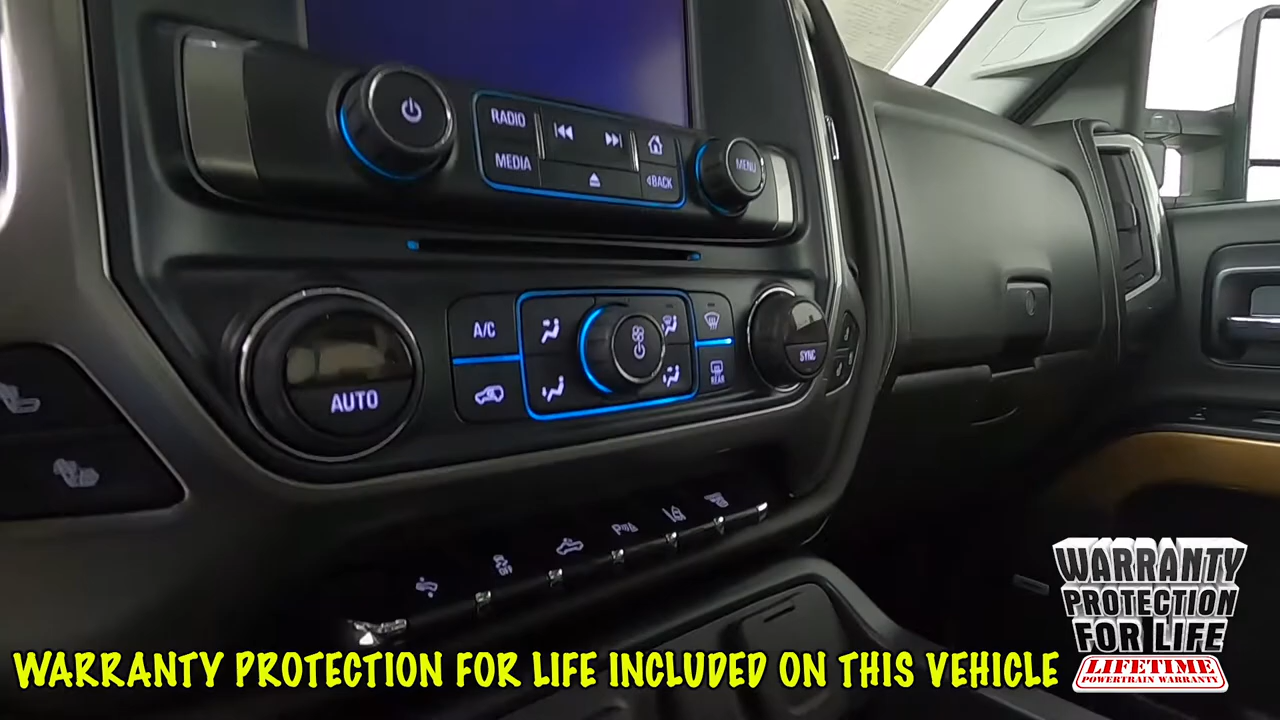 RADIO
MEDIA
BACK
MENU
A/C
AUTO
REAR
SYNC
WARRANTY PROTECTION FOR LIFE INCLUDED ON THIS VEHICLE
WARRANTY
PROTECTION
FOR LIFE
LIFETIME
POWERTRAIN WARRANTY